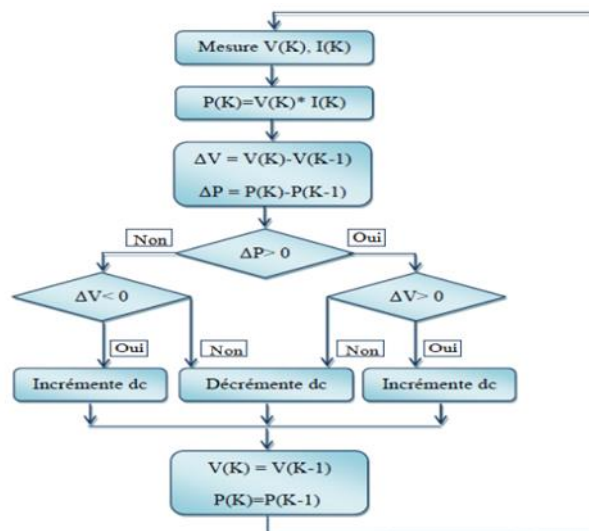 Mesure V(K), I(K)
P(K)=V(K)* I(K)
ΔV = V(K)-V(K-1)
ΔP = P(K)-P(K-1)
Non
ΔP> 0
Oui
ΔV< 0
ΔV> 0
Oui
Non
Non
Oui
Incrémente dc
Décrémente dc
Incrémente dc
V(K) = V(K-1)
P(K)=P(K-1)